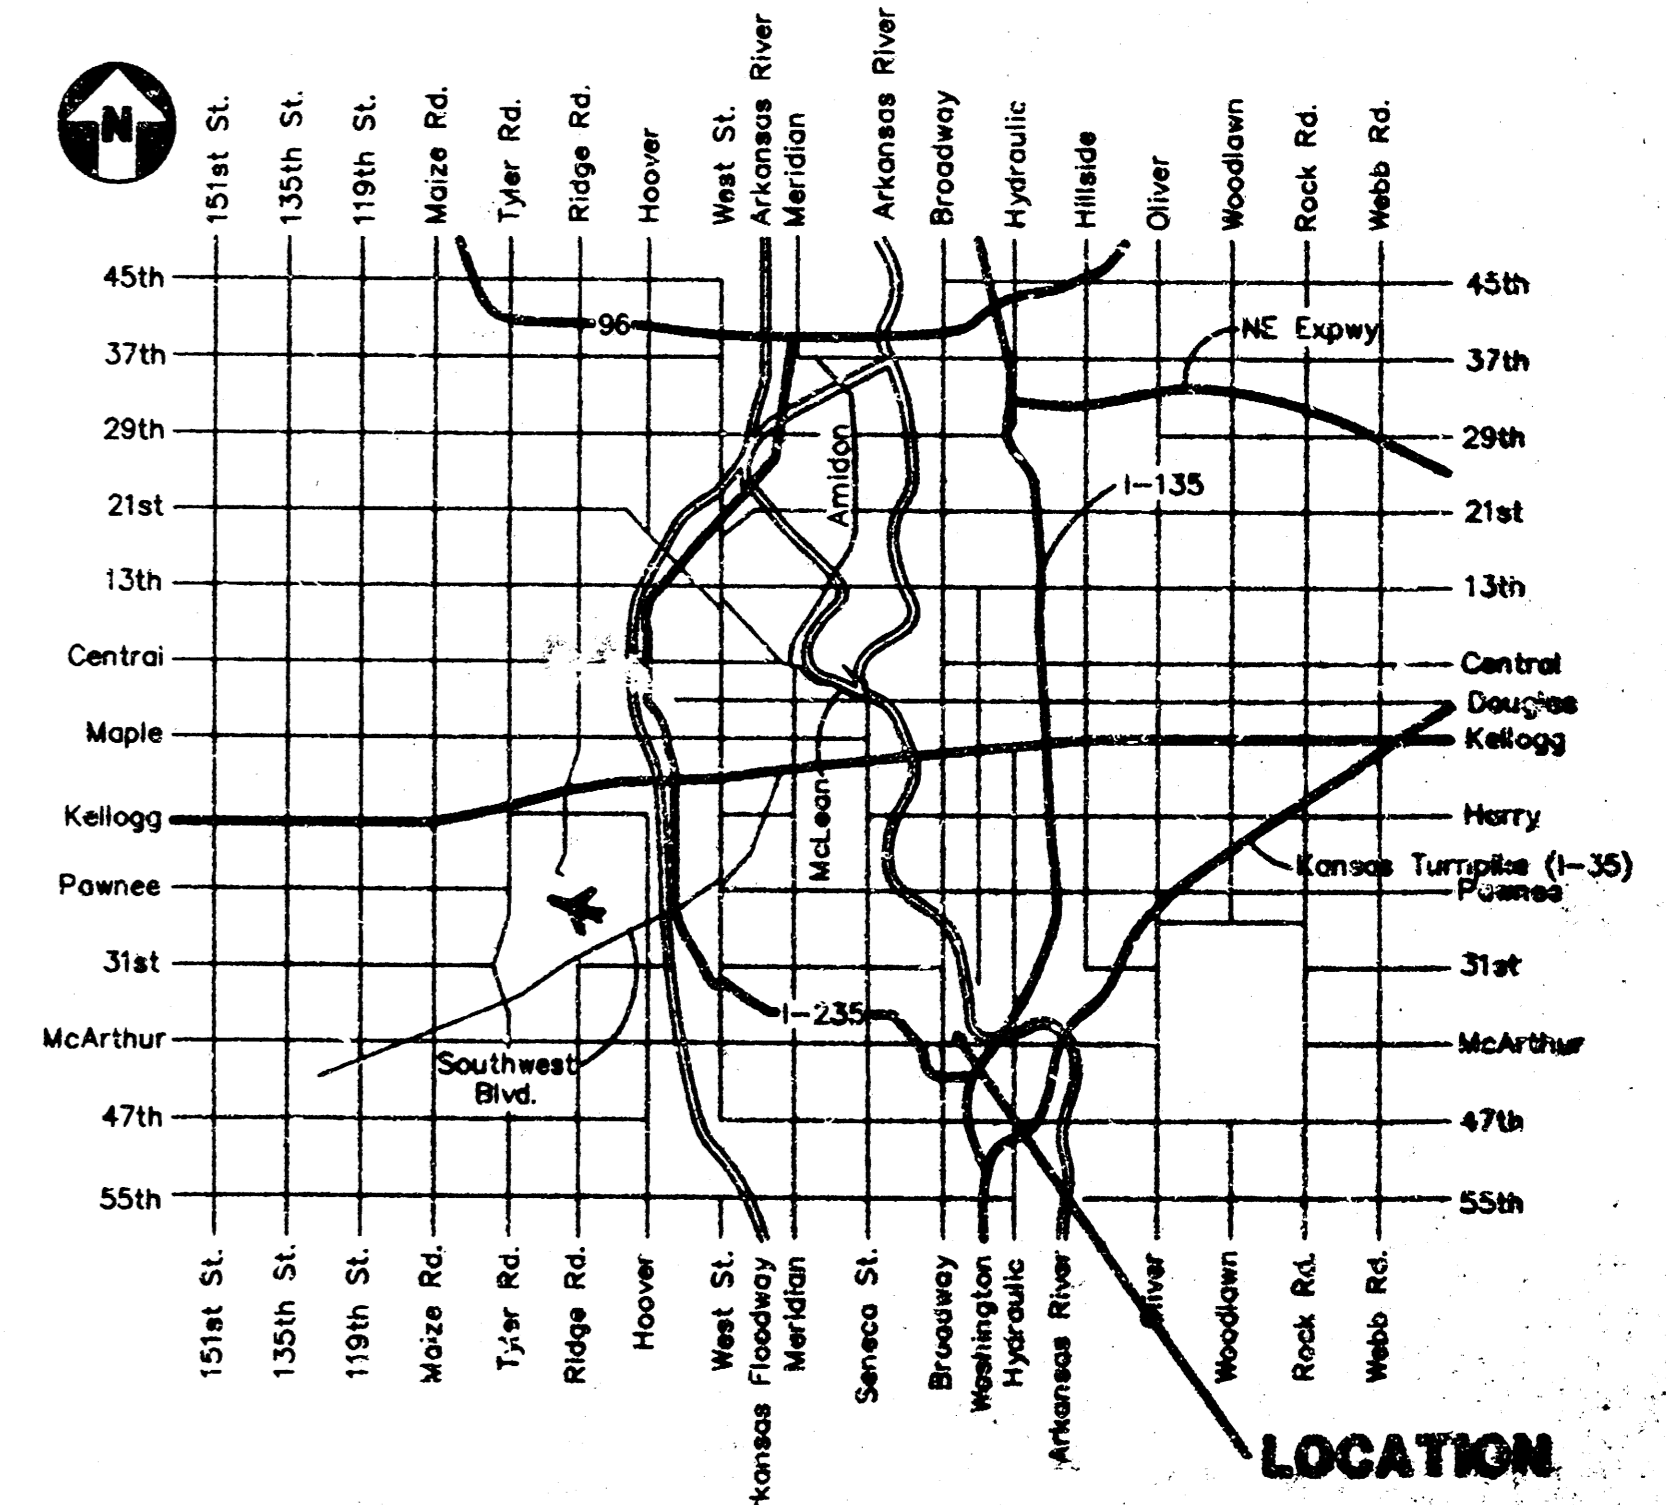 N
151st St.
135th St.
119th St.
Maize Rd.
Tyler Rd.
Ridge Rd.
Hoover
West St.
Arkansas River
Meridian
Arkansas River
Broadway
Hydraulic
Hillside
Oliver
Woodlawn
Rock Rd.
Webb Rd.
45th
45th
96
NE Expwy
37th
37th
29th
29th
Amidon
I-135
21st
21st
13th
13th
Central
Central
Douglas
Maple
Kellogg
McLean
Kellogg
Harry
Kansas Turnpike (I-35)
Pawnee
Pawnee
31st
31st
I-235
McArthur
McArthur
Southwest
Blvd.
47th
47th
55th
55th
151st St.
135th St.
119th St.
Maize Rd.
Tyler Rd.
Ridge Rd.
Hoover
West St.
rkansas Floodway
Meridian
Seneca St.
Broadway
Washington
Hydraulic
Arkansas River
Oliver
Woodlawn
Rock Rd.
Webb Rd.
LOCATION